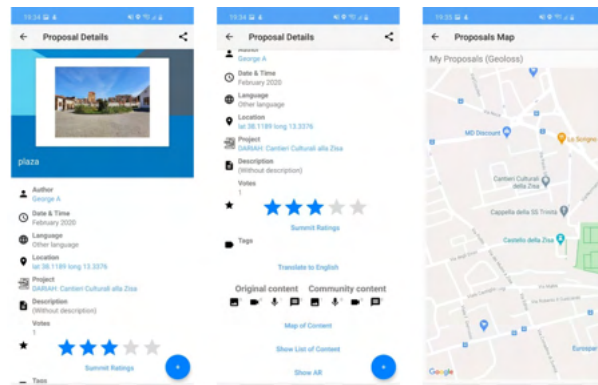 19:34
Proposal Details
plaza
Author
George A
Date & Time
February 2020
Language
Other language
Location
lat 38.1189 long 13.3376
Project
DARIAH: Cantieri Culturali alla Zisa
Description
(Without description)
Votes
1
Summit Ratings
Tags
19:34
Proposal Details
Author
George A
Date & Time
February 2020
Language
Other language
Location
lat 38.1189 long 13.3376
Project
DARIAH: Cantieri Culturali alla Zisa
Description
(Without description)
Votes
1
Summit Ratings
Tags
Translate to English
Original content Community content
Map of Content
Show List of Content
Show AR
19:35
Proposals Map
My Proposals (Geoloss)
MD Discount
Lo Scrigno
Cantieri Culturali
della Zisa
Cappella della SS Trinità
Castello della Zisa
Eurospar
Google